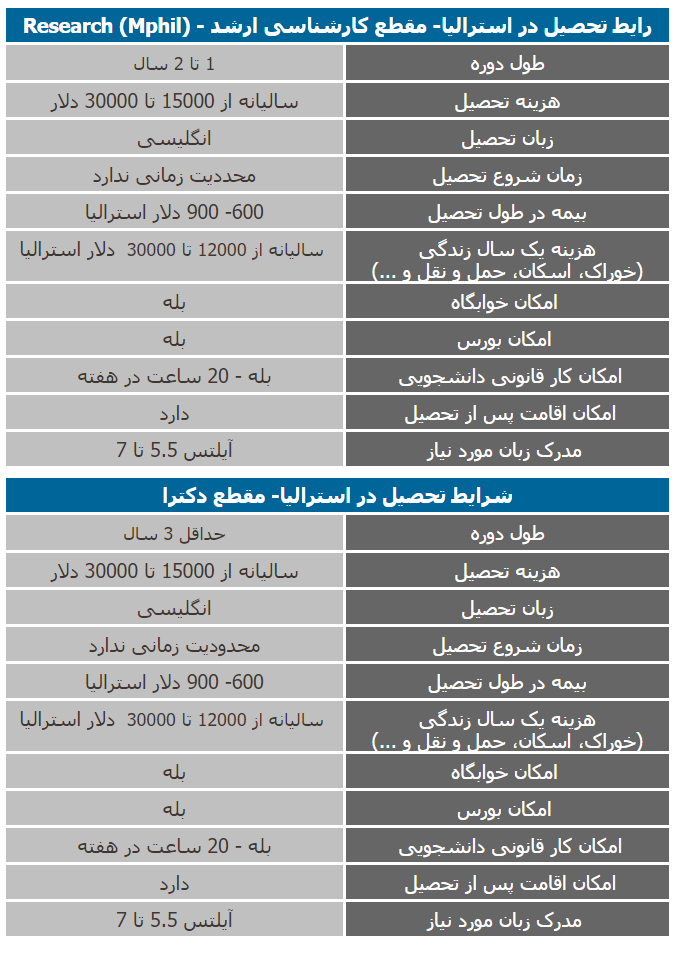 رایط تحصیل در استرالیا- مقطع کارشناسی ارشد - Research (Mphil)
طول دوره 1 تا 2 سال
هزینه تحصیل سالیانه از 15000 تا 30000 دلار
زبان تحصیل انگلیسی
زمان شروع تحصیل محددیت زمانی ندارد
بیمه در طول تحصیل 600- 900 دلار استرالیا
هزینه یک سال زندگی سالیانه از 12000 تا 30000 دلار استرالیا
(خوراک، اسکان، حمل و نقل و ...)
امکان خوابگاه بله
امکان بورس بله
امکان کار قانونی دانشجویی بله - 20 ساعت در هفته
امکان اقامت پس از تحصیل دارد
مدرک زبان مورد نیاز آیلتس 5.5 تا 7
شرایط تحصیل در استرالیا- مقطع دکترا
طول دوره حداقل 3 سال
هزینه تحصیل سالیانه از 15000 تا 30000 دلار
زبان تحصیل انگلیسی
زمان شروع تحصیل محدودیت زمانی ندارد
بیمه در طول تحصیل 600- 900 دلار استرالیا
هزینه یک سال زندگی سالیانه از 12000 تا 30000 دلار استرالیا
(خوراک، اسکان، حمل و نقل و ...)
امکان خوابگاه بله
امکان بورس بله
امکان کار قانونی دانشجویی بله - 20 ساعت در هفته
امکان اقامت پس از تحصیل دارد
مدرک زبان مورد نیاز آیلتس 5.5 تا 7